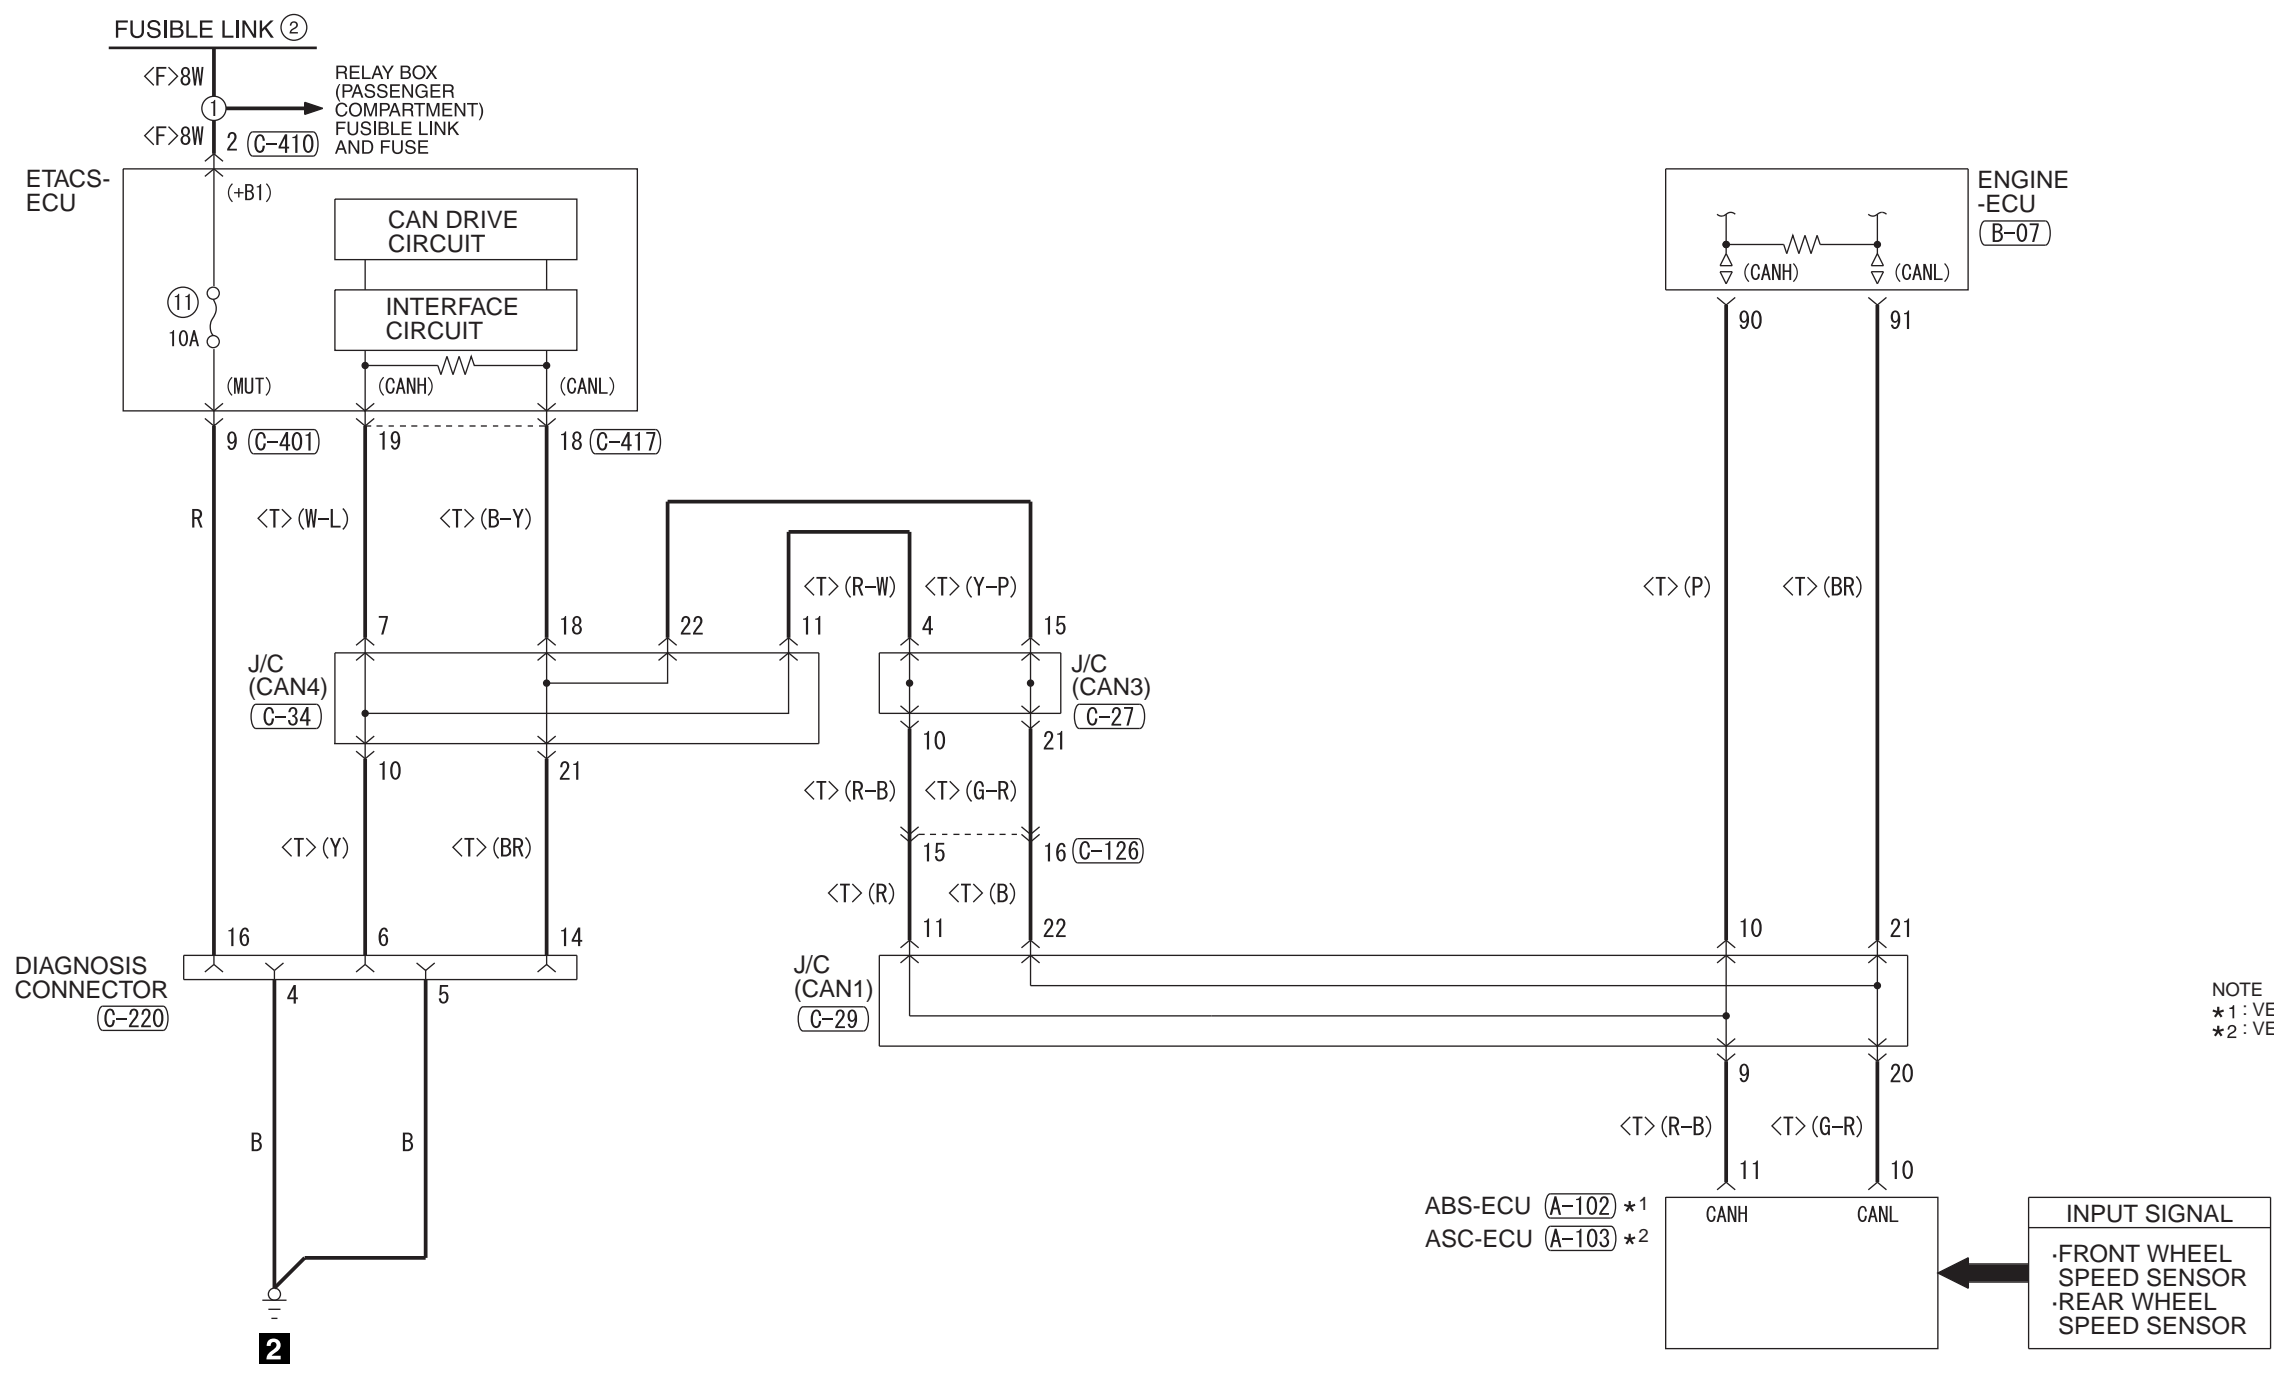 FUSIBLE LINK ②
<F>8W
①
RELAY BOX
(PASSENGER
COMPARTMENT)
FUSIBLE LINK
AND FUSE
<F>8W
2 C-410
ETACS-
ECU
(+B1)
CAN DRIVE
CIRCUIT
INTERFACE
CIRCUIT
⑪
10A
(MUT)
(CANH)
(CANL)
ENGINE
-ECU
B-07
(CANH)
(CANL)
90
91
9 C-401
19
18 C-417
R
<T>(W-L)
<T>(B-Y)
<T>(R-W)
<T>(Y-P)
<T>(P)
<T>(BR)
7
18
22
11
4
15
J/C
(CAN4)
C-34
J/C
(CAN3)
C-27
10
21
10
21
<T>(R-B)
<T>(G-R)
<T>(Y)
<T>(BR)
15
16 C-126
<T>(R)
<T>(B)
16
6
14
11
22
10
21
DIAGNOSIS
CONNECTOR
C-220
4
5
J/C
(CAN1)
C-29
NOTE
*1 : VE
*2 : VE
9
20
B
B
<T>(R-B)
<T>(G-R)
11
10
ABS-ECU A-102 *1
ASC-ECU A-103 *2
CANH
CANL
INPUT SIGNAL
·FRONT WHEEL
SPEED SENSOR
·REAR WHEEL
SPEED SENSOR
2